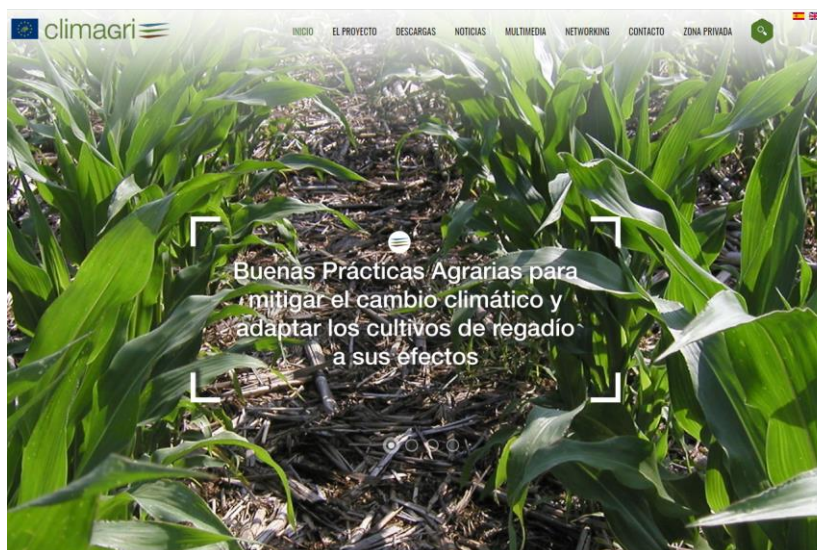 climagri
INICIO EL PROYECTO DESCARGAS NOTICIAS MULTIMEDIA NETWORKING CONTACTO ZONA PRIVADA
Buenas Prácticas Agrarias para
mitigar el cambio climático y
adaptar los cultivos de regadío
a sus efectos